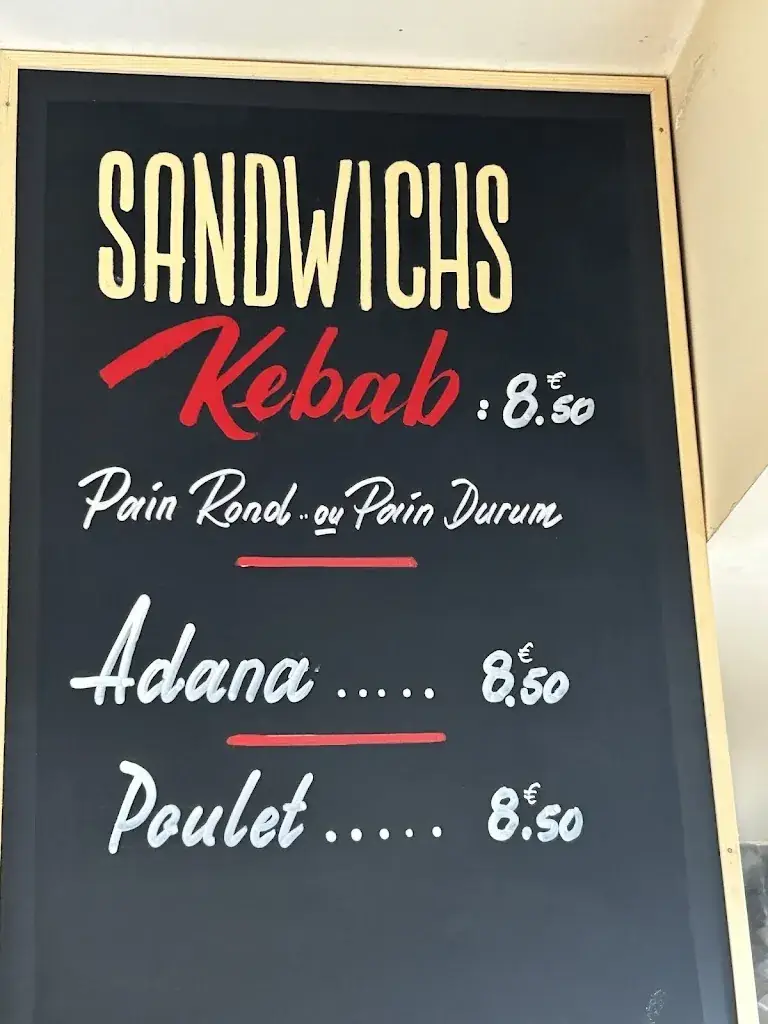 SANDWICHS
Kebab : 8.€50
Pain Rond .. ou Pain Durum
Adana ..... 8.€50
Poulet ..... 8.€50